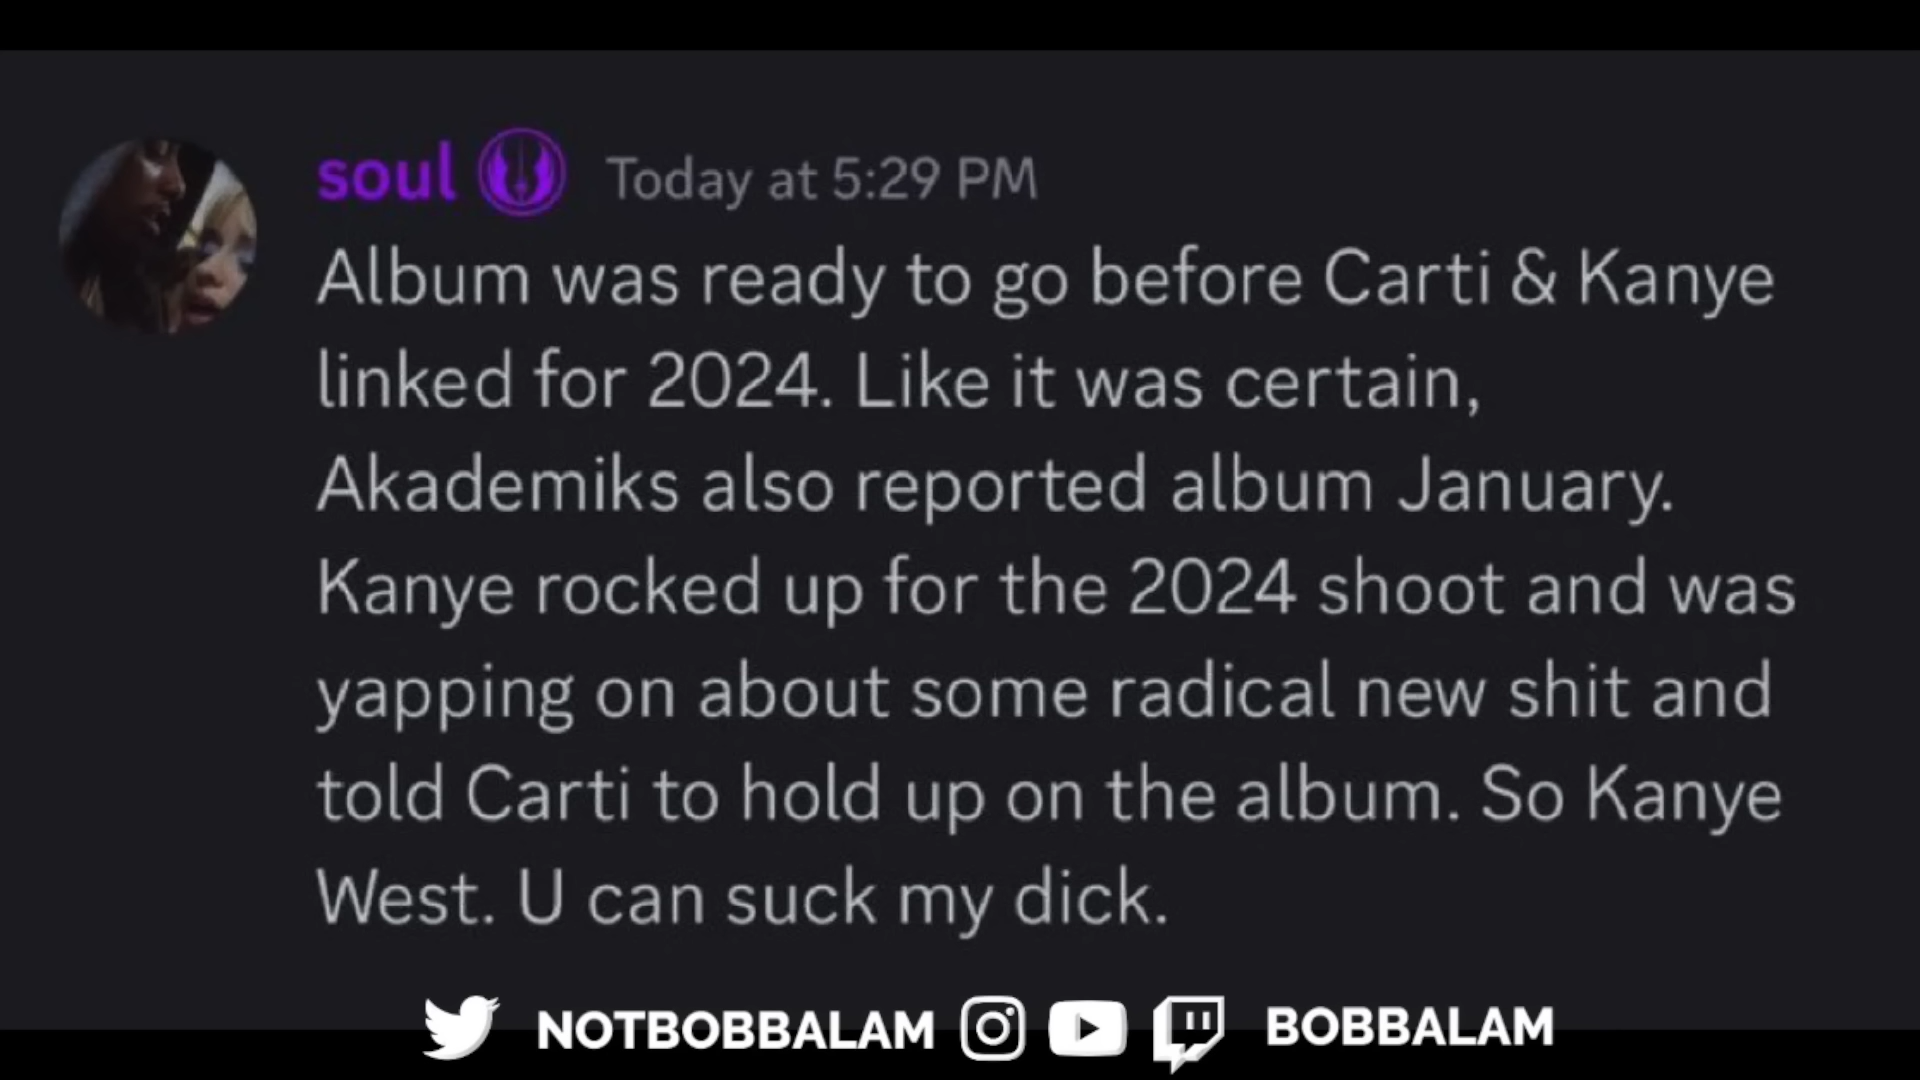 soul Today at 5:29 PM
Album was ready to go before Carti & Kanye
linked for 2024. Like it was certain,
Akademiks also reported album January.
Kanye rocked up for the 2024 shoot and was
yapping on about some radical new shit and
told Carti to hold up on the album. So Kanye
West. U can suck my dick.
NOTBOBBALAM BOBBALAM